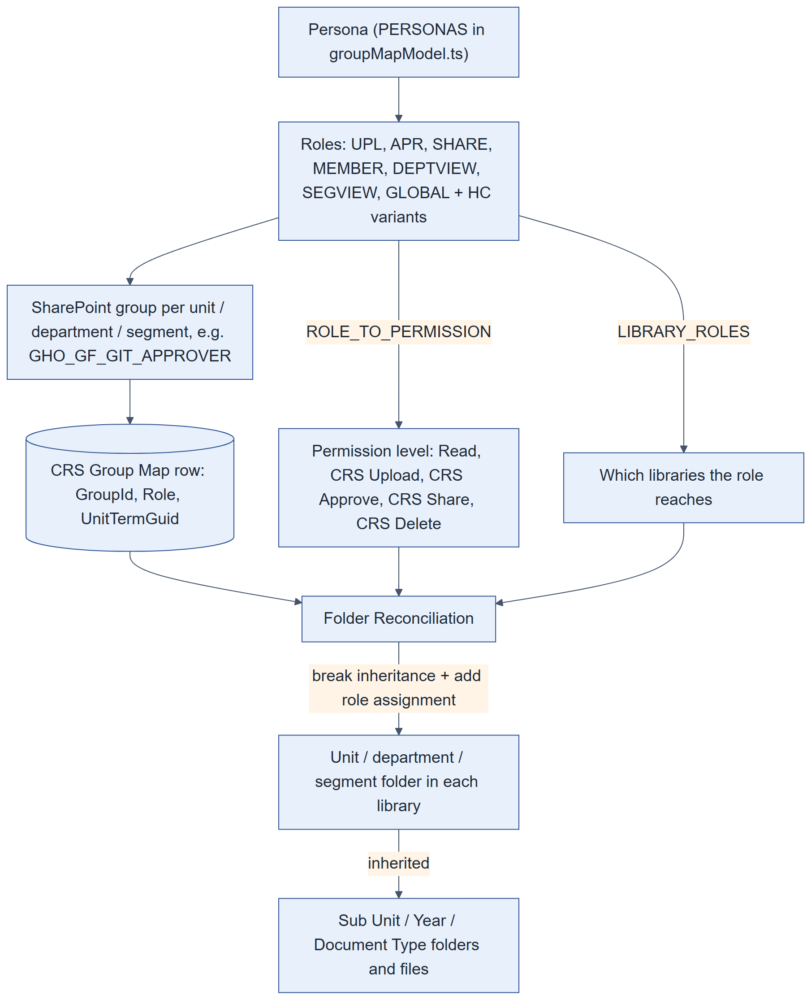 Persona (PERSONAS in
groupMapModel.ts)
Roles: UPL, APR, SHARE,
MEMBER, DEPTVIEW,
SEGVIEW, GLOBAL + HC
variants
SharePoint group per unit /
department / segment, e.g.
GHO_GF_GIT_APPROVER
ROLE_TO_PERMISSION
LIBRARY_ROLES
CRS Group Map row:
GroupId, Role,
UnitTermGuid
Permission level: Read,
CRS Upload, CRS
Approve, CRS Share,
CRS Delete
Which libraries the role
reaches
Folder Reconciliation
break inheritance + add
role assignment
Unit / department /
segment folder in each
library
inherited
Sub Unit / Year /
Document Type folders
and files